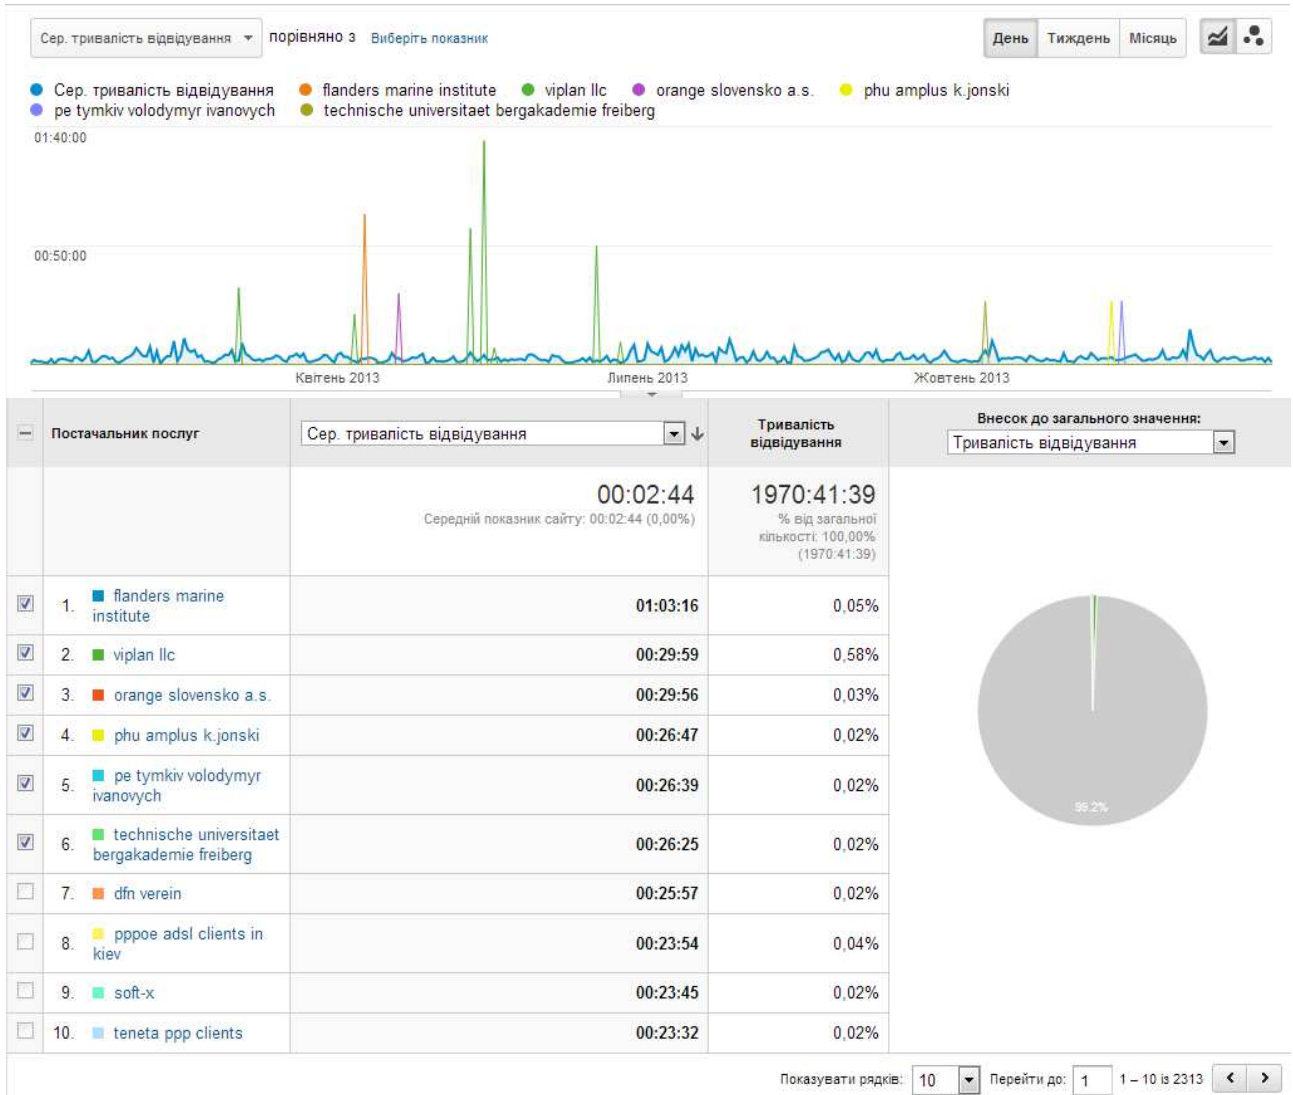 Сер. тривалість відвідування порівняно з Виберіть показник День Тиждень Місяць
Сер. тривалість відвідування flanders marine institute viplan llc orange slovensko a.s. phu amplus k.jonski
pe tymkiv volodymyr ivanovych technische universitaet bergakademie freiberg
01:40:00
00:50:00
Квітень 2013 Липень 2013 Жовтень 2013
Постачальник послуг
Сер. тривалість відвідування
Тривалість
відвідування
Внесок до загального значення:
Тривалість відвідування
00:02:44
Середній показник сайту: 00:02:44 (0,00%)
1970:41:39
% від загальної
кількості: 100,00%
(1970:41:39)
1. flanders marine
institute
01:03:16 0,05%
2. viplan llc 00:29:59 0,58%
3. orange slovensko a.s. 00:29:56 0,03%
4. phu amplus k.jonski 00:26:47 0,02%
5. pe tymkiv volodymyr
ivanovych
00:26:39 0,02%
6. technische universitaet
bergakademie freiberg
00:26:25 0,02%
7. dfn verein 00:25:57 0,02%
8. pppoe adsl clients in
kiev
00:23:54 0,04%
9. soft-x 00:23:45 0,02%
10. teneta ppp clients 00:23:32 0,02%
99.2%
Показувати рядків: 10 Перейти до: 1 1 – 10 із 2313